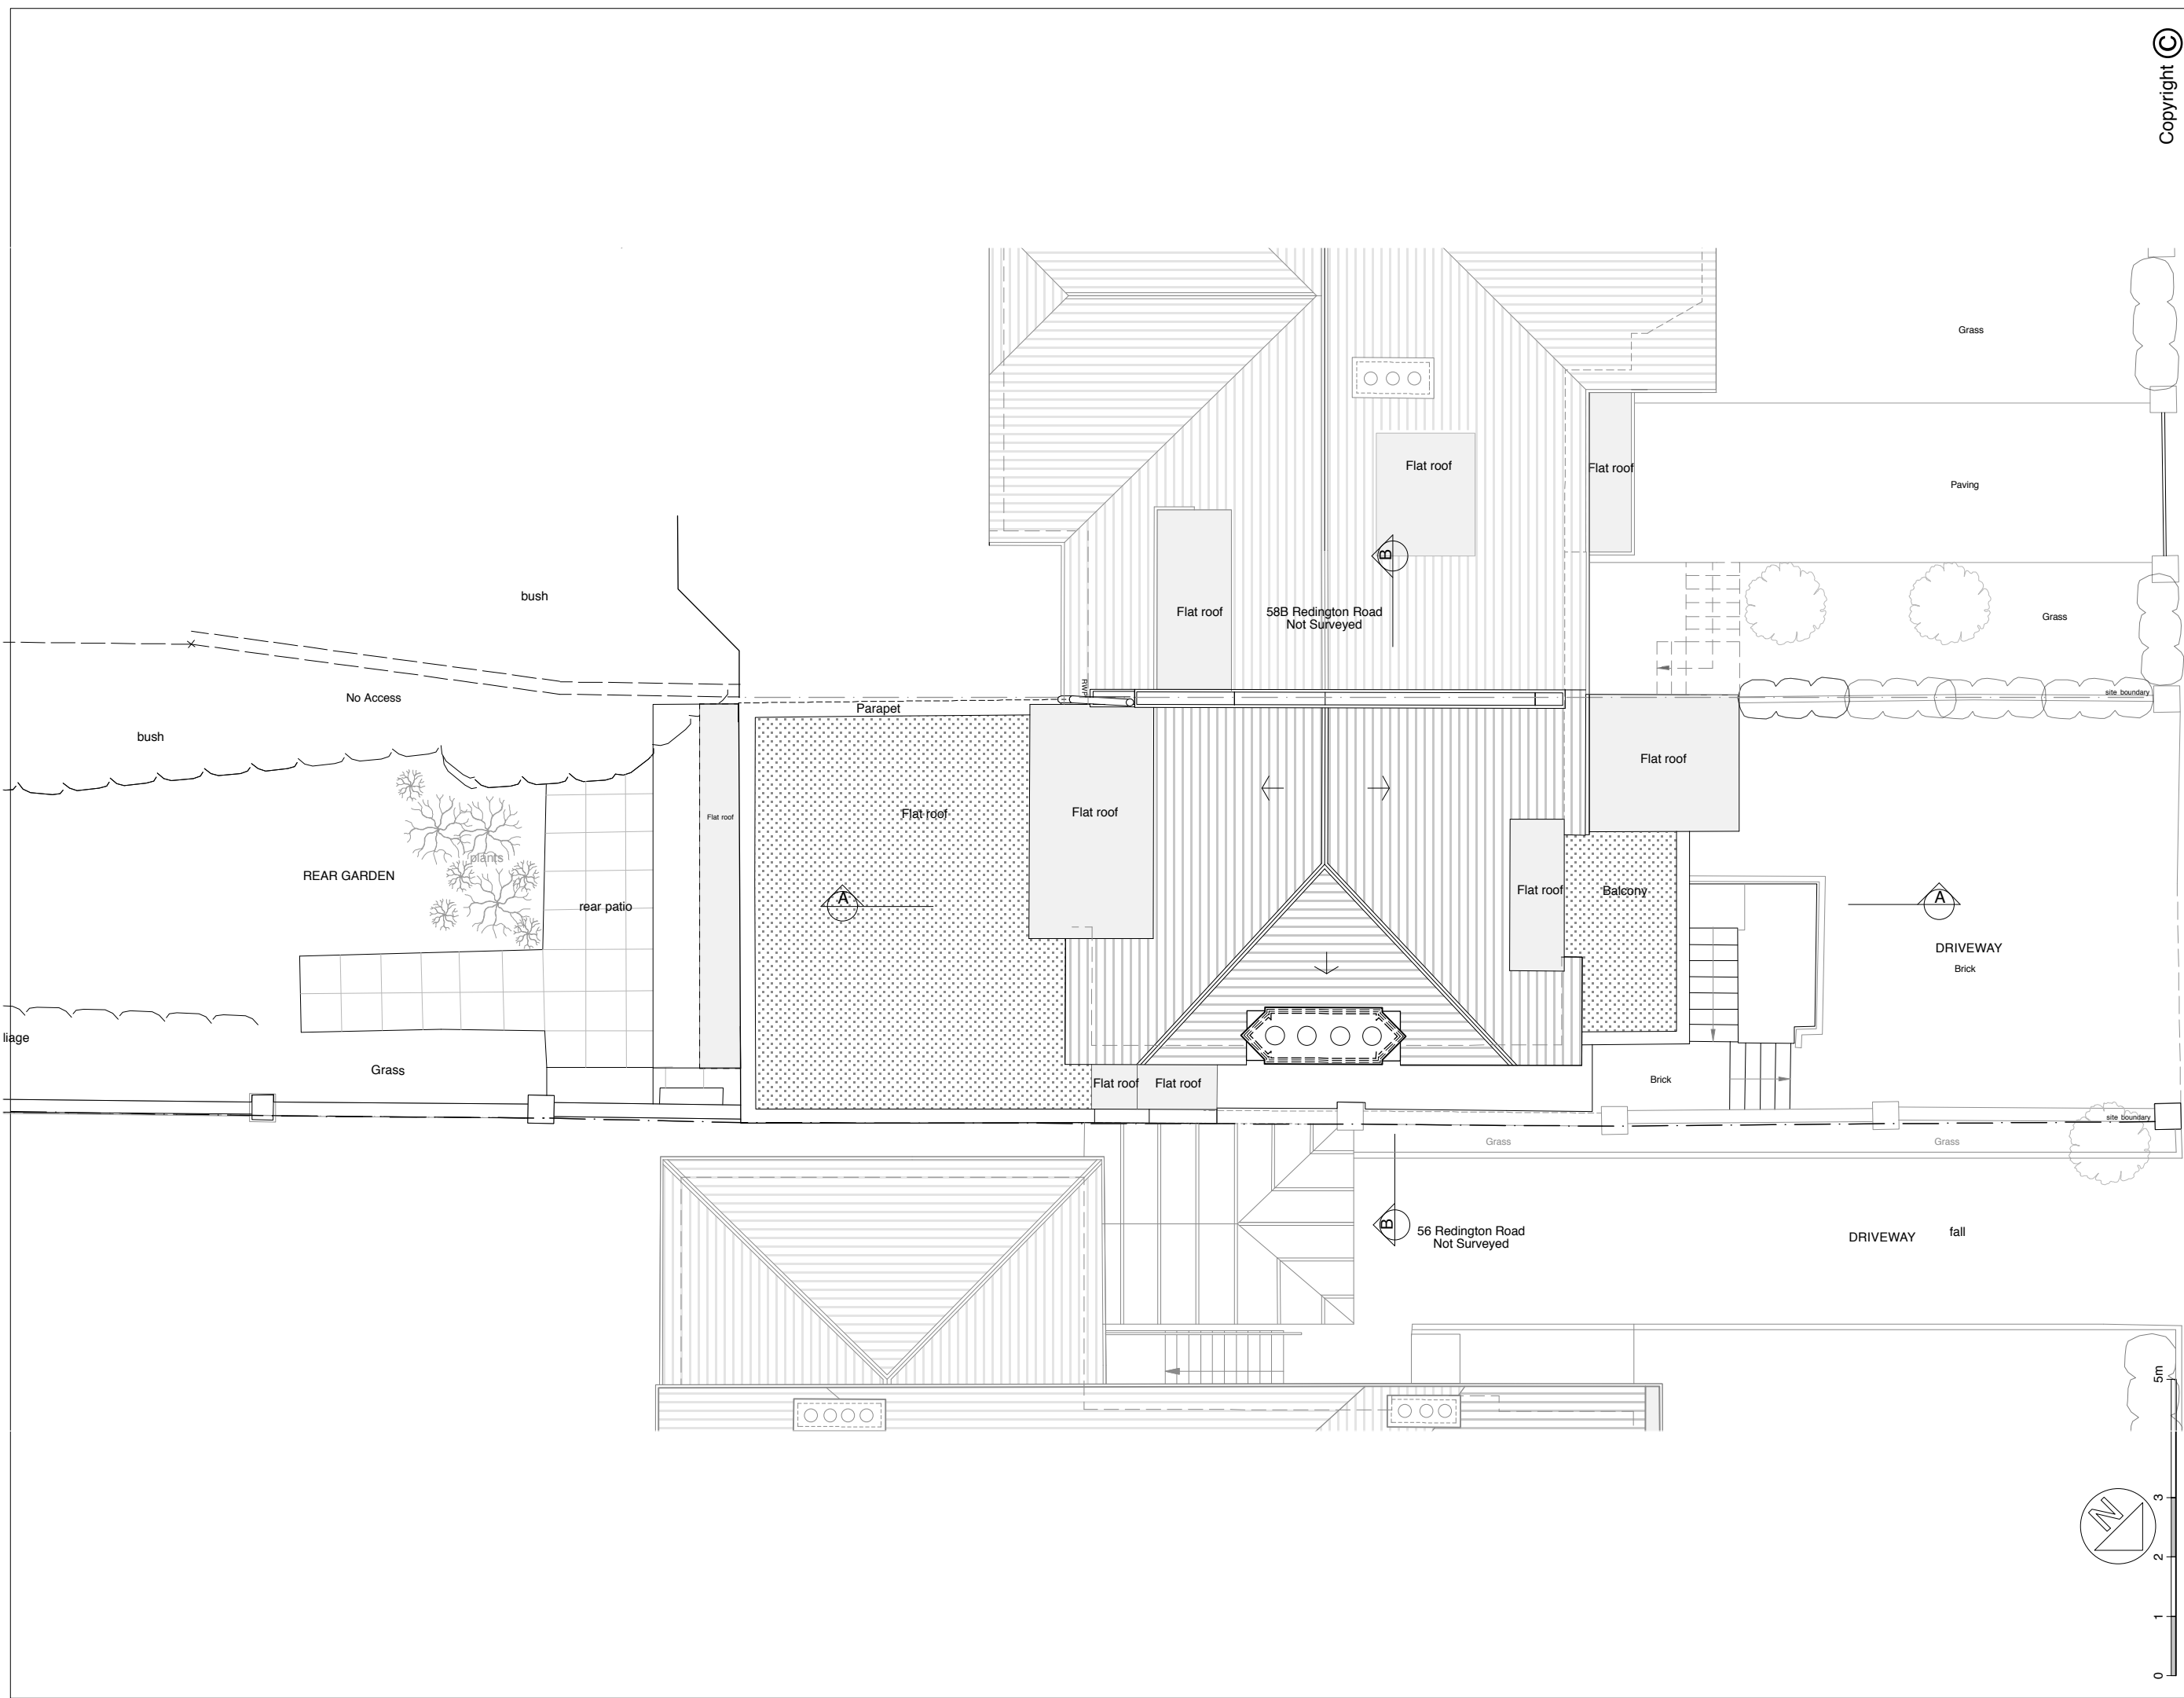 Copyright ©
Grass
Flat roof
Flat roof
Paving
bush
Flat roof
B
58B Redington Road
Not Surveyed
Grass
No Access
RWP
site boundary
Parapet
bush
Flat roof
Flat roof
Flat roof
Flat roof
plants
REAR GARDEN
rear patio
A
Flat roof
Balcony
A
DRIVEWAY
Brick
liage
Grass
Flat roof
Flat roof
Brick
site boundary
Grass
Grass
B
56 Redington Road
Not Surveyed
DRIVEWAY
fall
N
0 1 2 3 5m